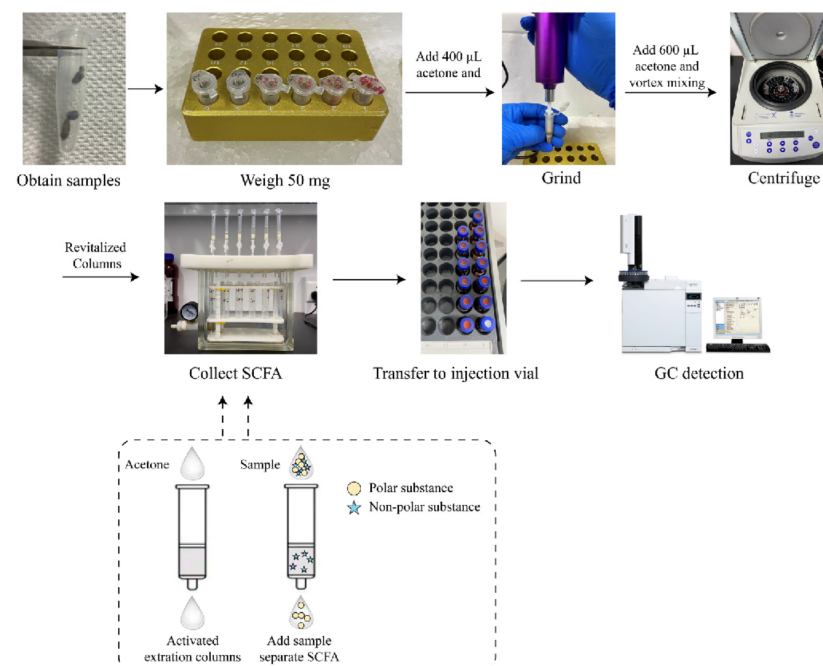 Add 400 µL
acetone and
Add 600 µL
acetone and
vortex mixing
Obtain samples
Weigh 50 mg
Grind
Centrifuge
Revitalized
Columns
Collect SCFA
Transfer to injection vial
GC detection
Acetone
Sample
Polar substance
Non-polar substance
Activated
extration columns
Add sample
separate SCFA